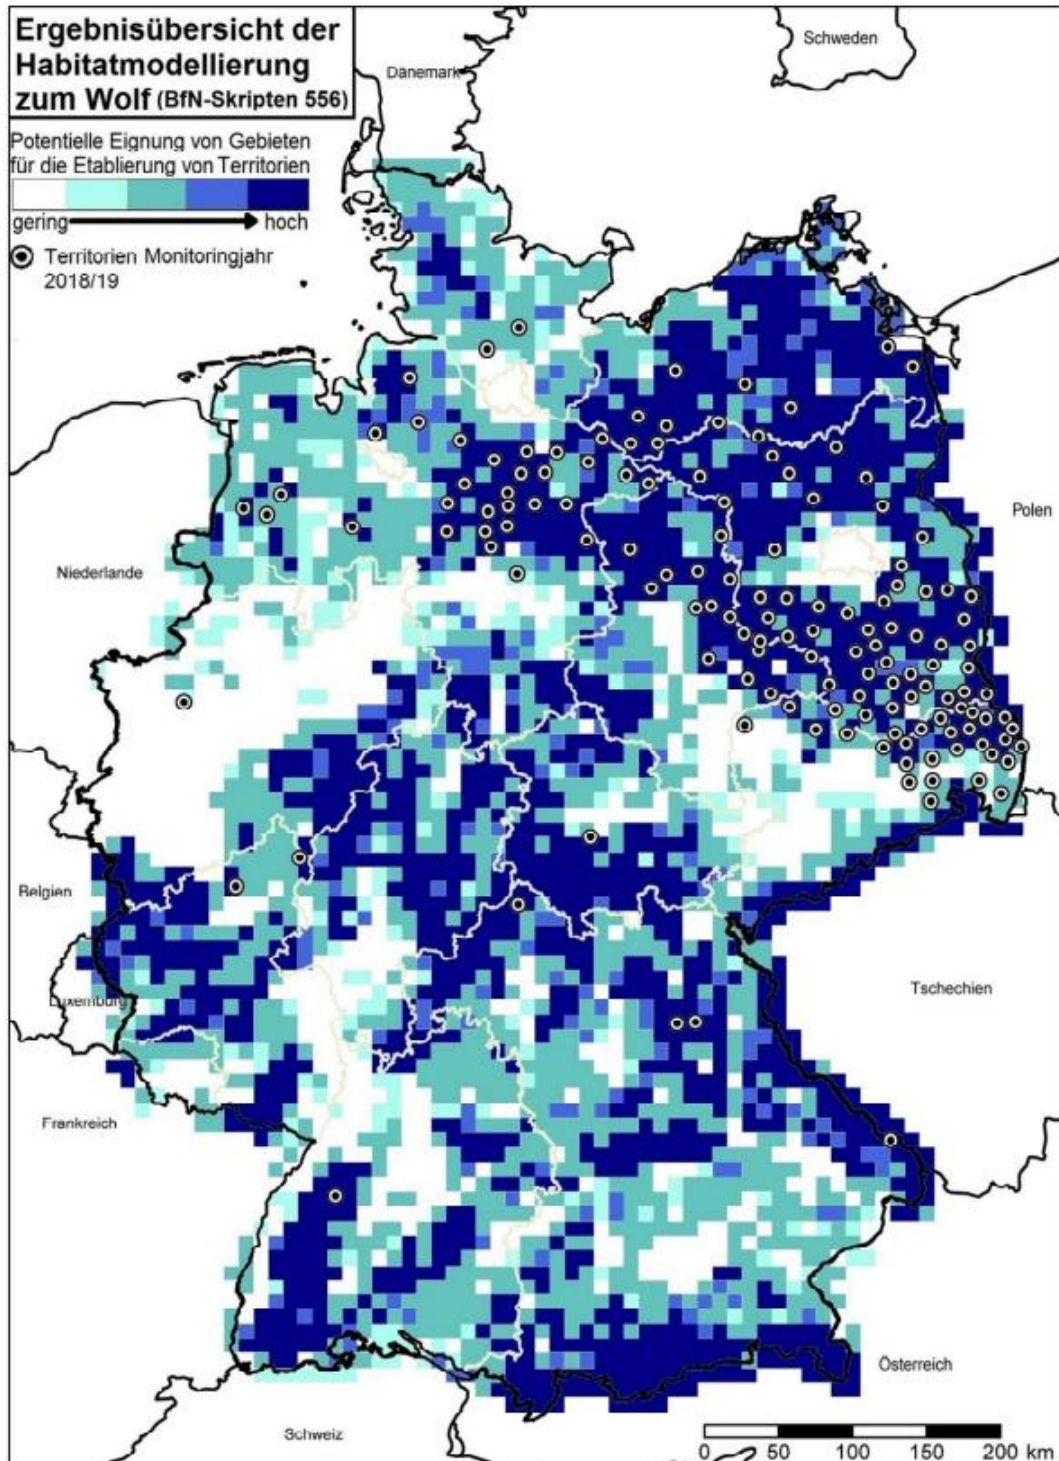 Ergebnisübersicht der
Habitatmodellierung
zum Wolf (BfN-Skripten 556)
Potentielle Eignung von Gebieten
für die Etablierung von Territorien
gering hoch
Territorien Monitoringjahr
2018/19
Schweden
Dänemark
Polen
Niederlande
Belgien
Luxemburg
Tschechien
Frankreich
Österreich
Schweiz
0 50 100 150 200 km